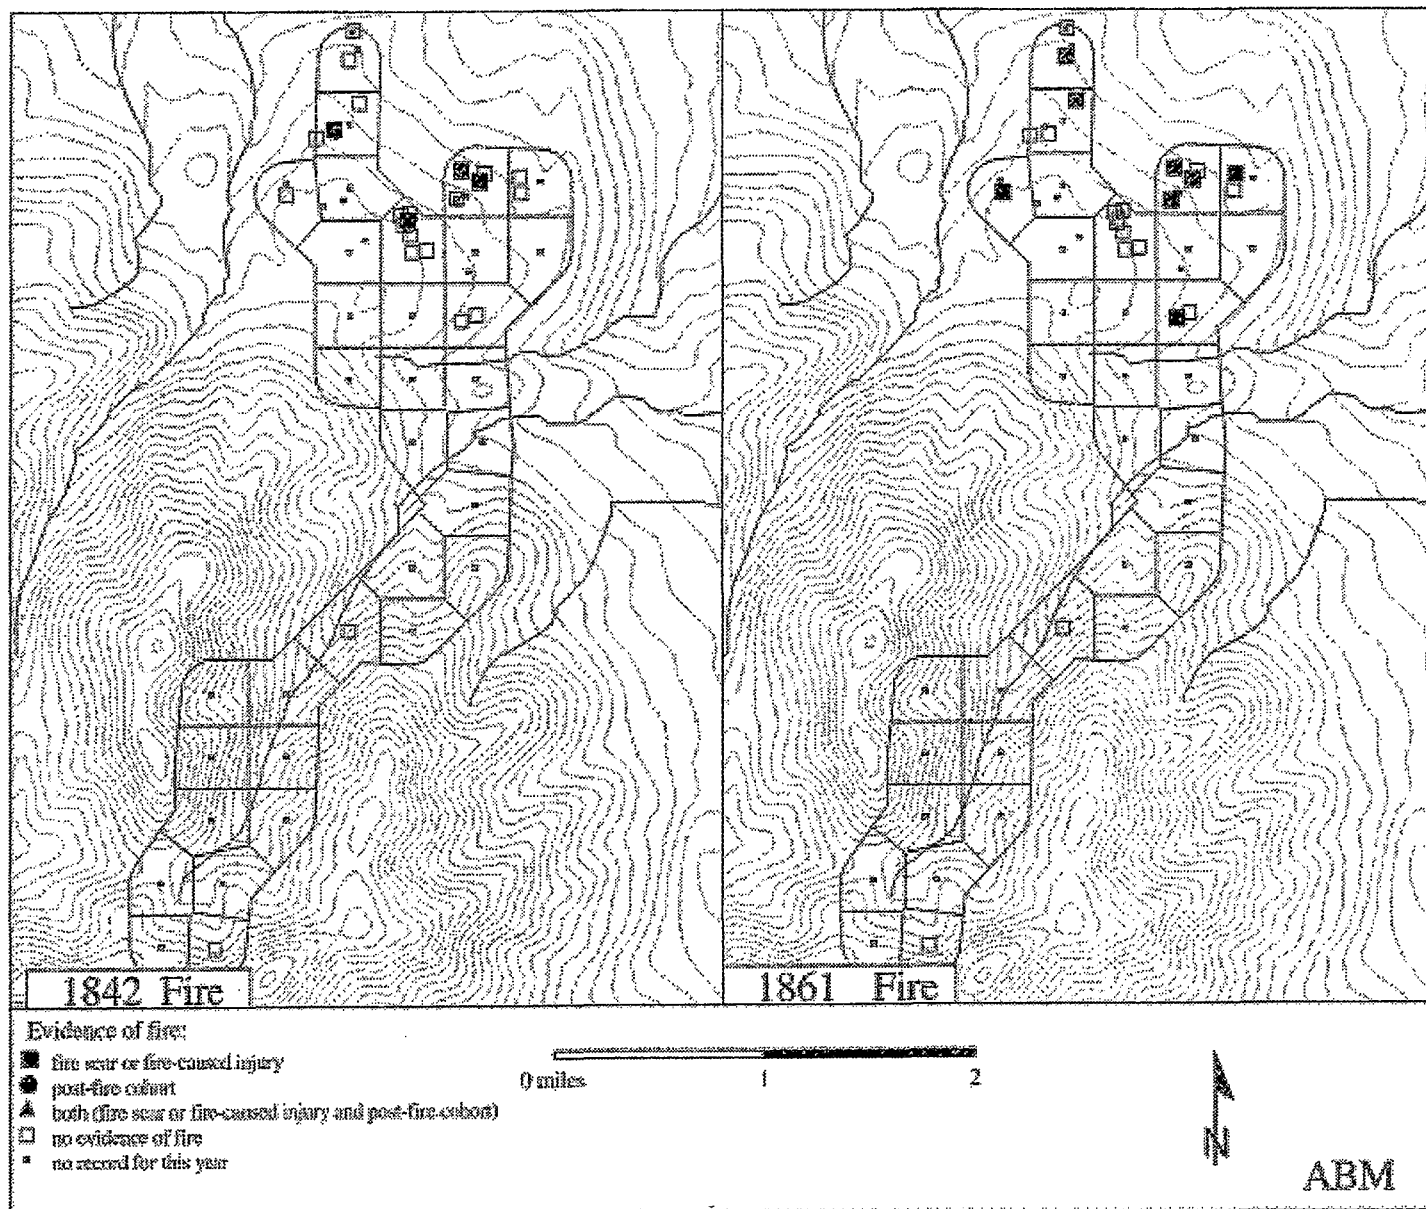 1842 Fire
1861 Fire
Evidence of fire:
fire scar or fire-caused injury
post-fire cohort
both (fire scar or fire-caused injury and post-fire cohort)
no evidence of fire
no record for this year
0 miles
1
2
N
ABM